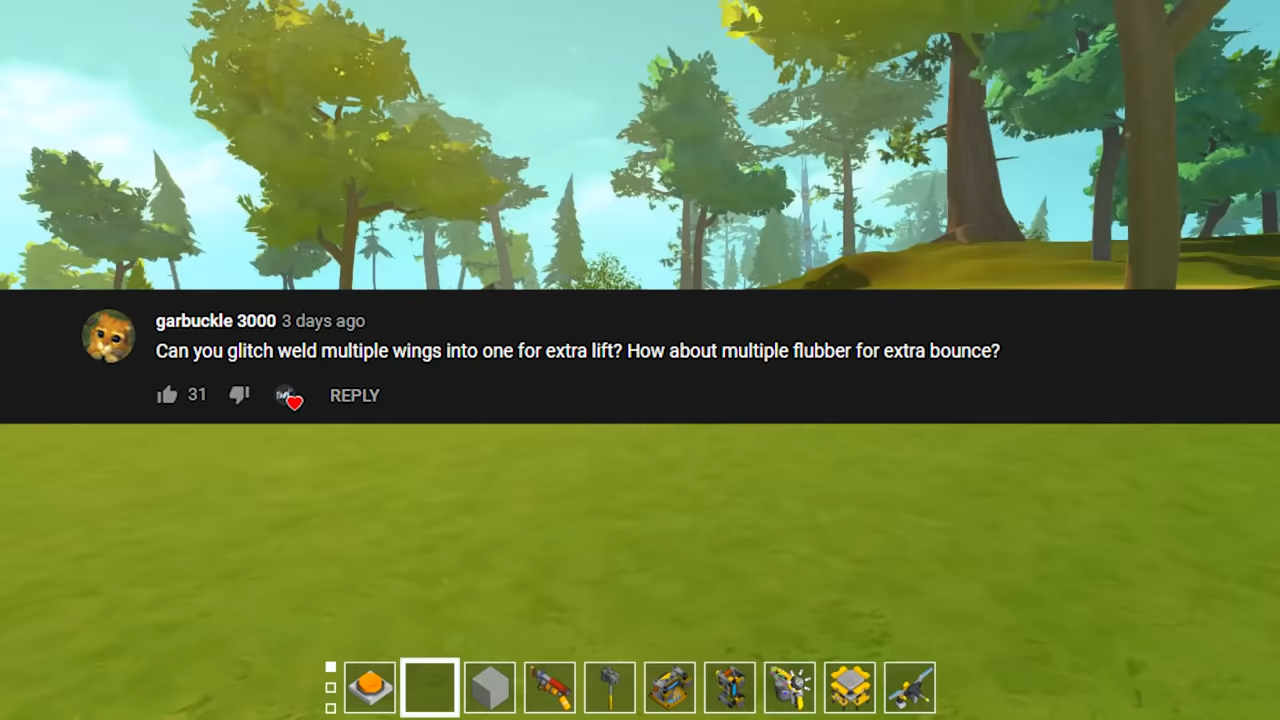 garbuckle 3000 3 days ago
Can you glitch weld multiple wings into one for extra lift? How about multiple flubber for extra bounce?
31 REPLY